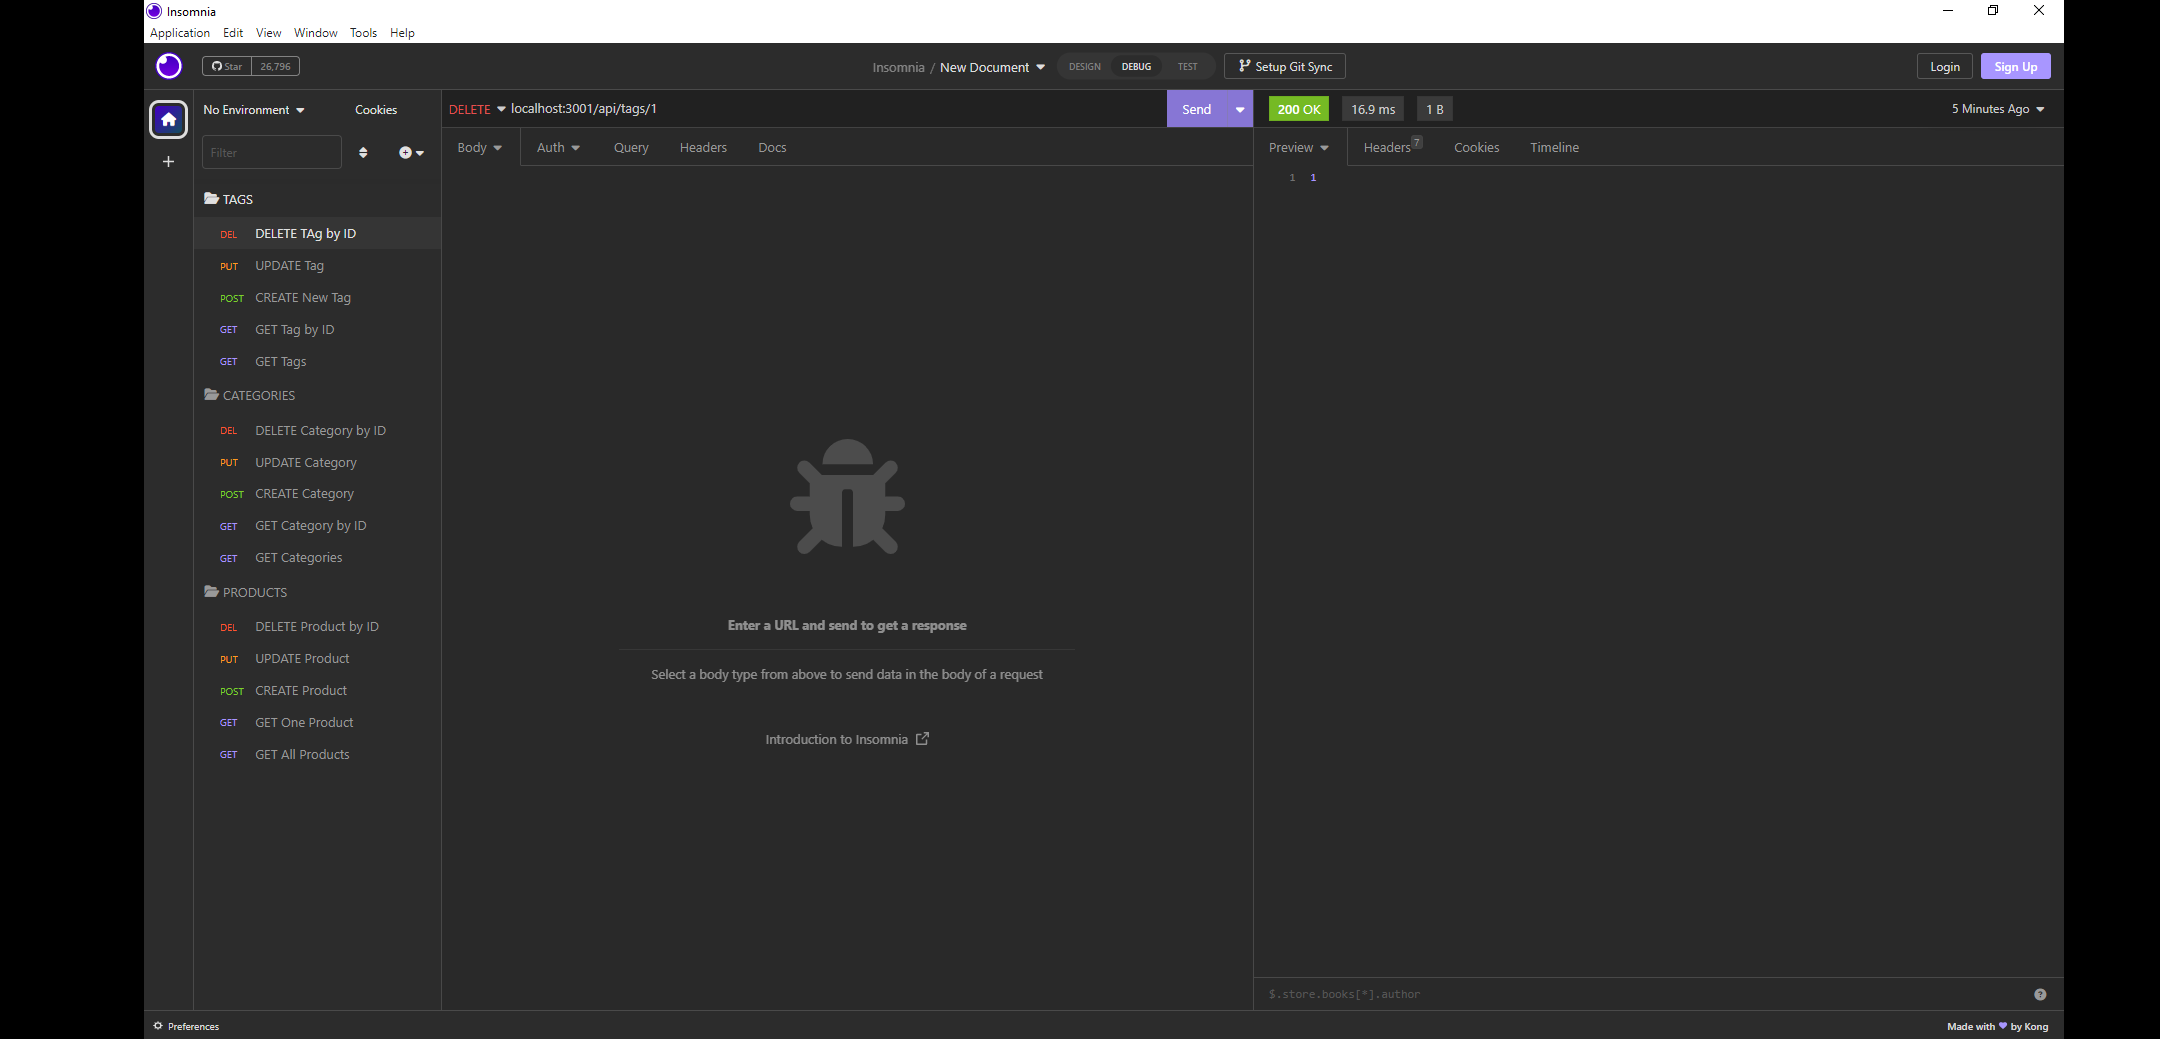 Insomnia
Application Edit View Window Tools Help
Star 26,796
Insomnia / New Document DESIGN DEBUG TEST Setup Git Sync
Login Sign Up
No Environment Cookies
DELETE localhost:3001/api/tags/1 Send
200 OK 16.9 ms 1 B 5 Minutes Ago
Filter
Body Auth Query Headers Docs
Preview Headers 7 Cookies Timeline
1 1
TAGS
DEL DELETE TAg by ID
PUT UPDATE Tag
POST CREATE New Tag
GET GET Tag by ID
GET GET Tags
CATEGORIES
DEL DELETE Category by ID
PUT UPDATE Category
POST CREATE Category
GET GET Category by ID
GET GET Categories
PRODUCTS
DEL DELETE Product by ID
PUT UPDATE Product
POST CREATE Product
GET GET One Product
GET GET All Products
Enter a URL and send to get a response
Select a body type from above to send data in the body of a request
Introduction to Insomnia
$.store.books[*].author
Preferences
Made with ♥ by Kong